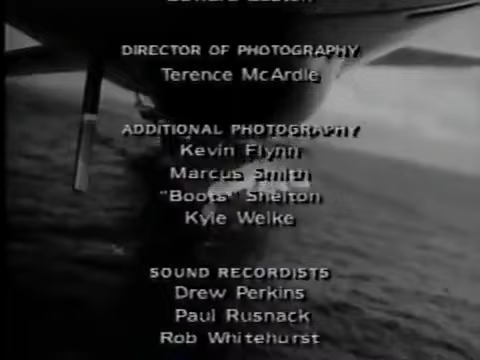 DIRECTOR OF PHOTOGRAPHY
Terence McArdle
ADDITIONAL PHOTOGRAPHY
Kevin Flynn
Marcus Smith
"Boots" Shelton
Kyle Welke
SOUND RECORDISTS
Drew Perkins
Paul Rusnack
Rob Whitehurst